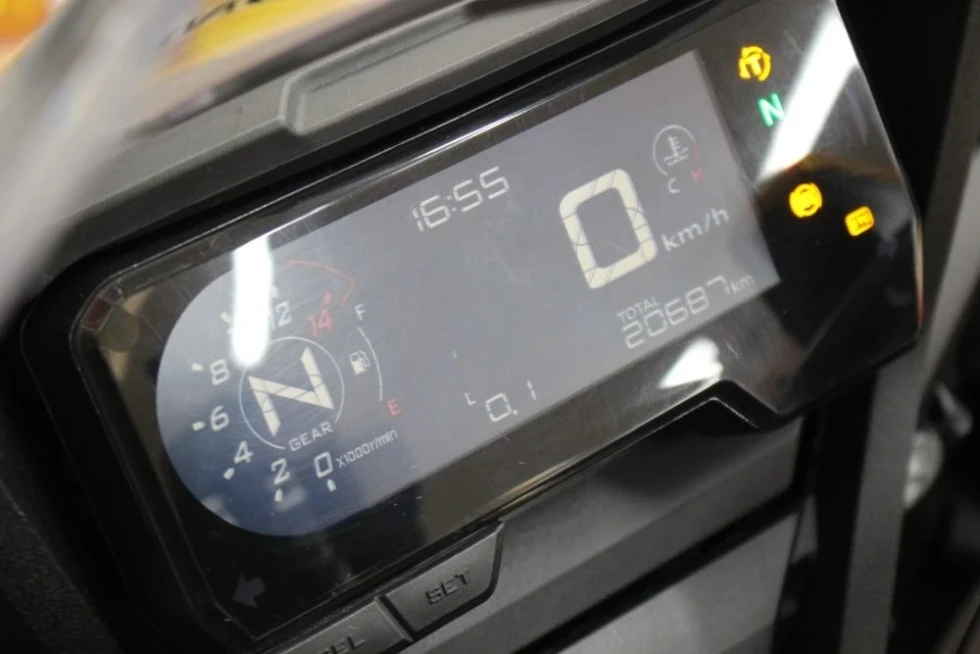 16:55
0 km/h
C H
TOTAL
20687 km
12
14
F
8
N
6
E
4
GEAR
2
0 X1000r/min
L 0.1
T
N
SET